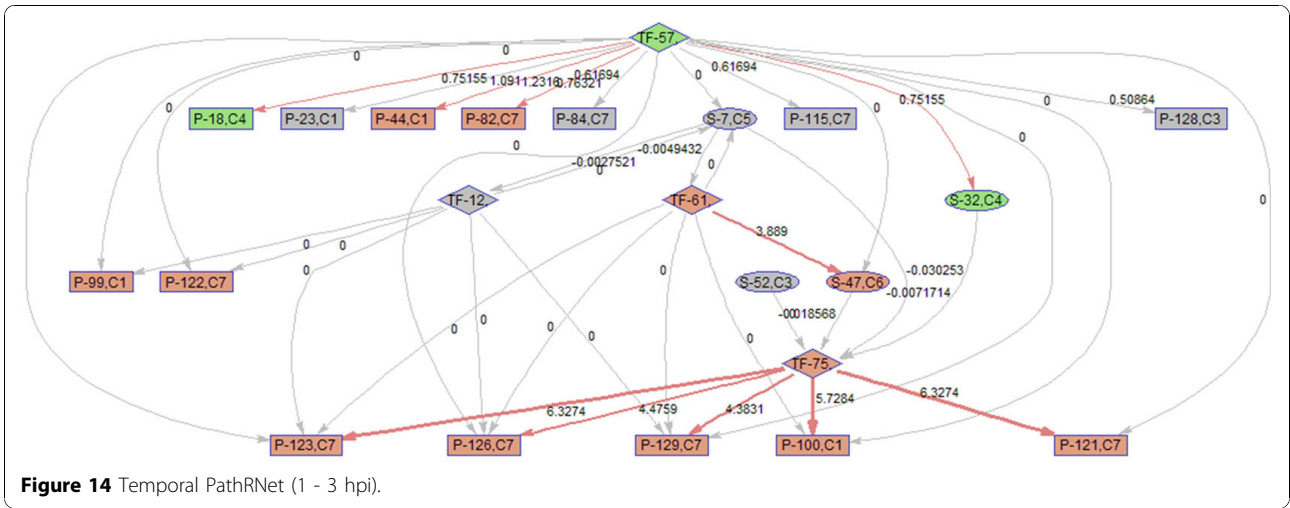 TF-57,
0
0
0.75155
1.091
1.2316
0.76321
0.61694
0
0.61694
0.75155
0
0
0.50864
P-18,C4
P-23,C1
P-44,C1
P-82,C7
P-84,C7
S-7,C5
P-115,C7
P-128,C3
0
0
0
-0.0027521
-0.0049432
0
0
TF-12,
TF-61,
S-32,C4
0
3.889
0
0
0
0
P-99,C1
P-122,C7
S-52,C3
S-47,C6
-0.030253
-0.0071714
0
0
0
0
0
0
TF-75,
6.3274
4.4759
4.3831
5.7284
6.3274
P-123,C7
P-126,C7
P-129,C7
P-100,C1
P-121,C7
Figure 14 Temporal PathRNet (1 - 3 hpi).